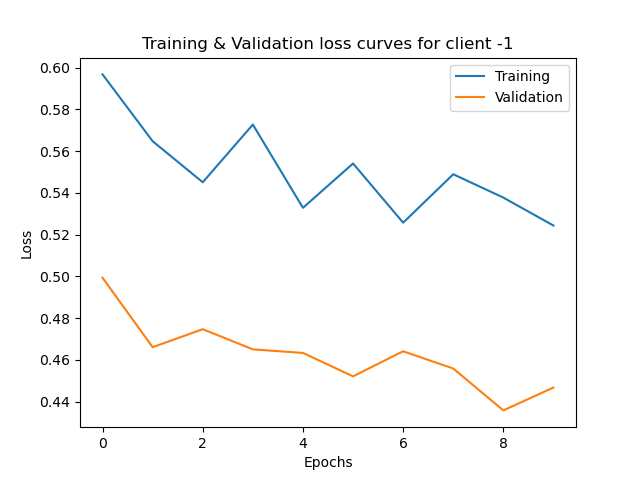 Training & Validation loss curves for client -1
Training
Validation
Loss
0.60
0.58
0.56
0.54
0.52
0.50
0.48
0.46
0.44
0 2 4 6 8
Epochs